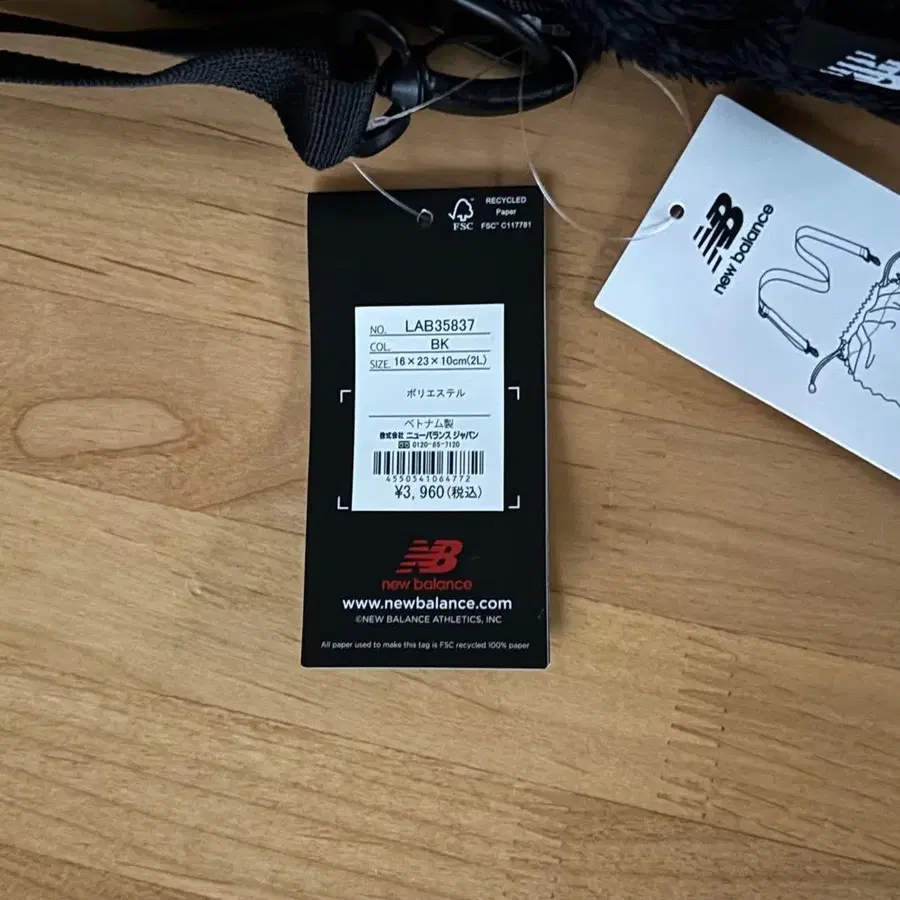 RECYCLED
Paper
FSC® C117781
FSC
NO. LAB35837
COL. BK
SIZE. 16×23×10cm(2L)
ポリエステル
ベトナム製
株式会社 ニューバランス ジャパン
0120-85-7120
4550541064772
¥3,960(税込)
NB
new balance
www.newbalance.com
©NEW BALANCE ATHLETICS, INC
All paper used to make this tag is FSC recycled 100% paper
NB
new balance